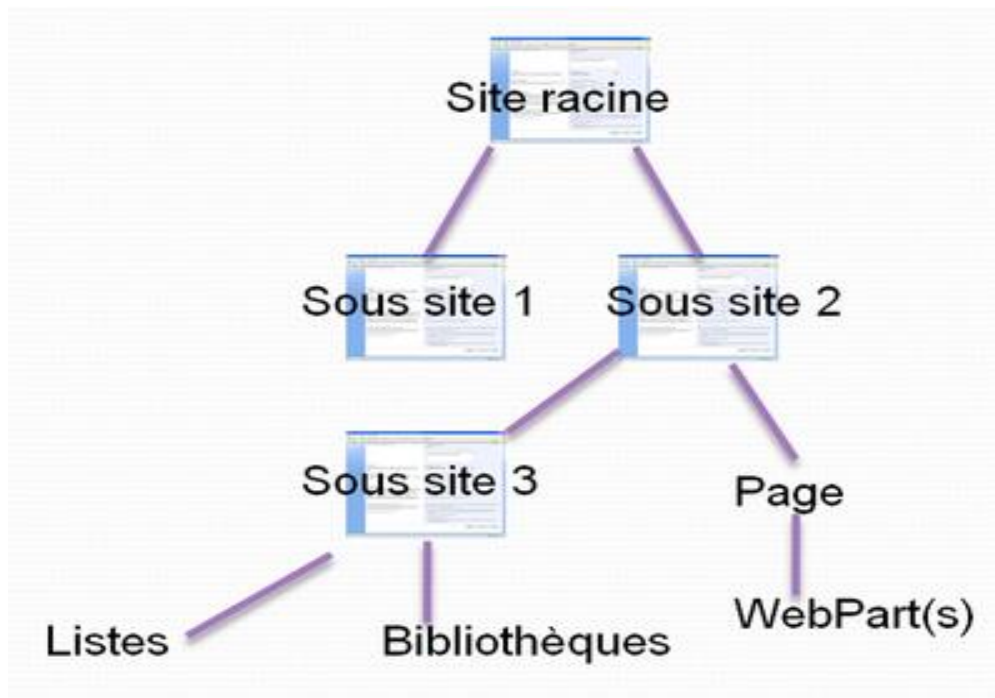 Site racine
Sous site 1
Sous site 2
Sous site 3
Page
Listes
Bibliothèques
WebPart(s)